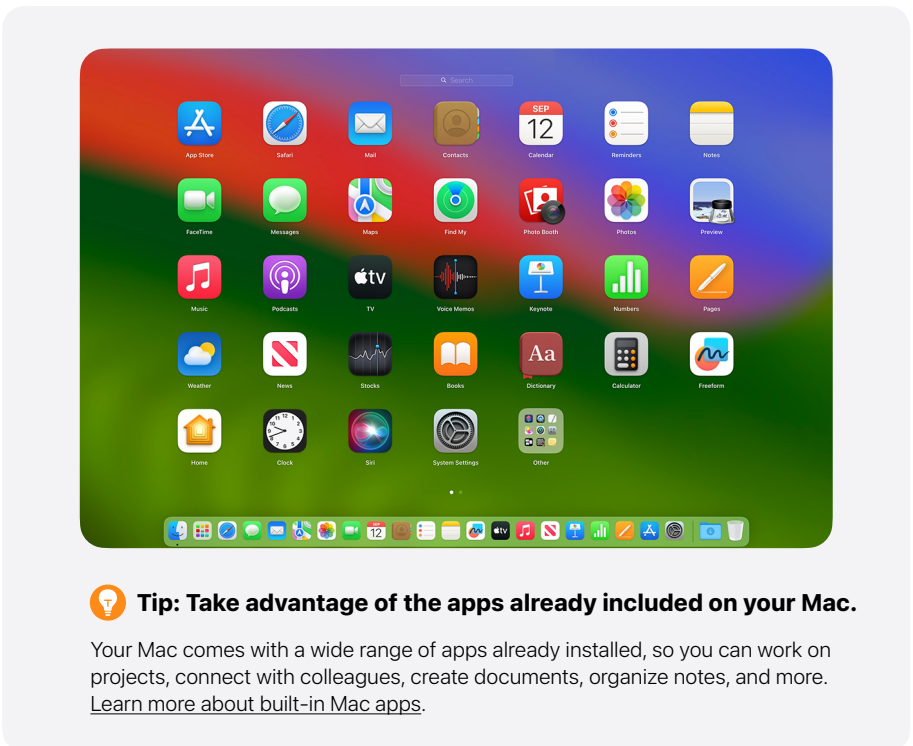 Search
App Store Safari Mail Contacts SEP 12 Calendar Reminders Notes
FaceTime Messages Maps Find My Photo Booth Photos Preview
Music Podcasts tv TV Voice Memos Keynote Numbers Pages
Weather News Stocks Books Aa Dictionary Calculator Freeform
Home Clock Siri System Settings Other
SEP 12 tv
Tip: Take advantage of the apps already included on your Mac.
Your Mac comes with a wide range of apps already installed, so you can work on
projects, connect with colleagues, create documents, organize notes, and more.
Learn more about built-in Mac apps.